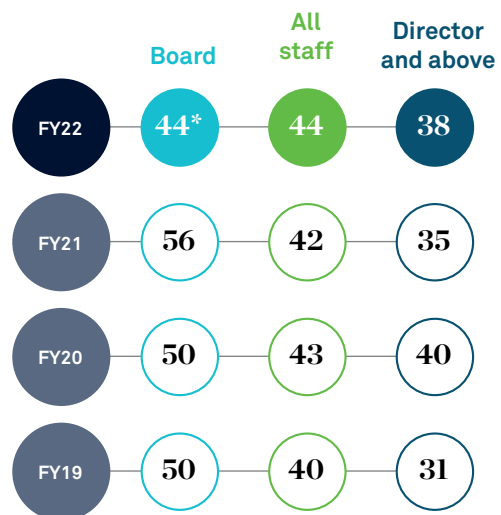 Board
All
staff
Director
and above
FY22 44* 44 38
FY21 56 42 35
FY20 50 43 40
FY19 50 40 31